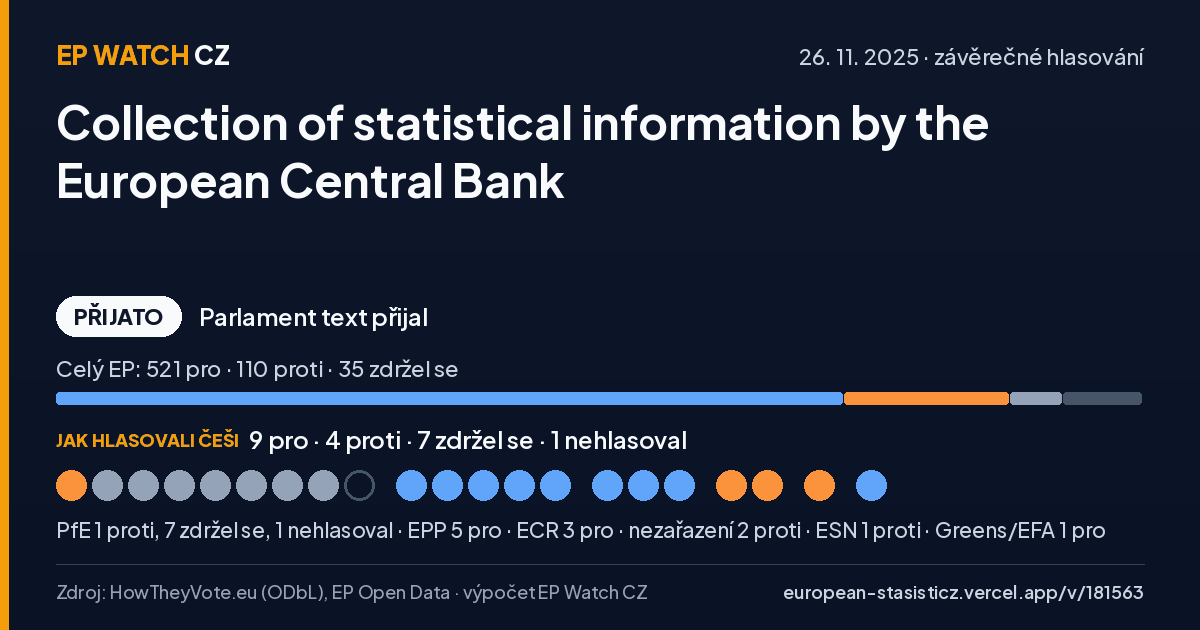 EP WATCH CZ
26. 11. 2025 · závěrečné hlasování
Collection of statistical information by the
European Central Bank
PŘIJATO Parlament text přijal
Celý EP: 521 pro · 110 proti · 35 zdržel se
JAK HLASOVALI ČEŠI 9 pro · 4 proti · 7 zdržel se · 1 nehlasoval
PfE 1 proti, 7 zdržel se, 1 nehlasoval · EPP 5 pro · ECR 3 pro · nezařazení 2 proti · ESN 1 proti · Greens/EFA 1 pro
Zdroj: HowTheyVote.eu (ODbL), EP Open Data · výpočet EP Watch CZ
european-stasisticz.vercel.app/v/181563